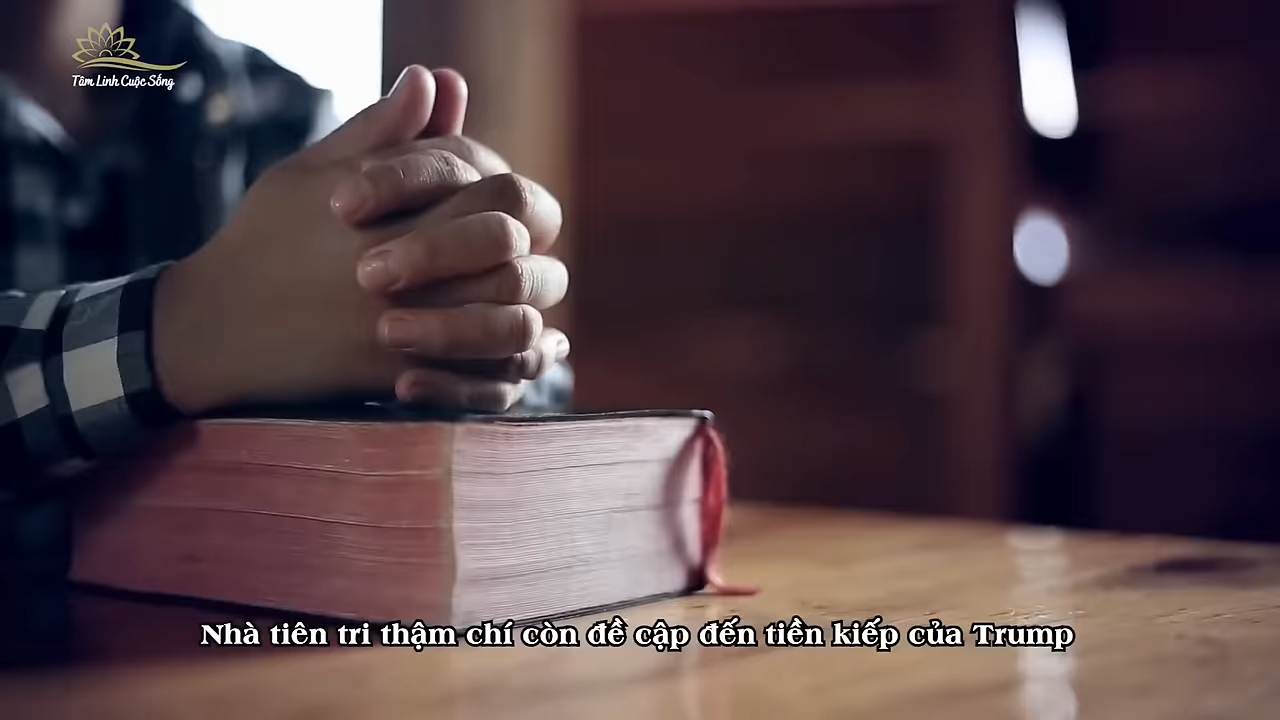 Tâm Linh Cuộc Sống
Nhà tiên tri thậm chí còn đề cập đến tiền kiếp của Trump